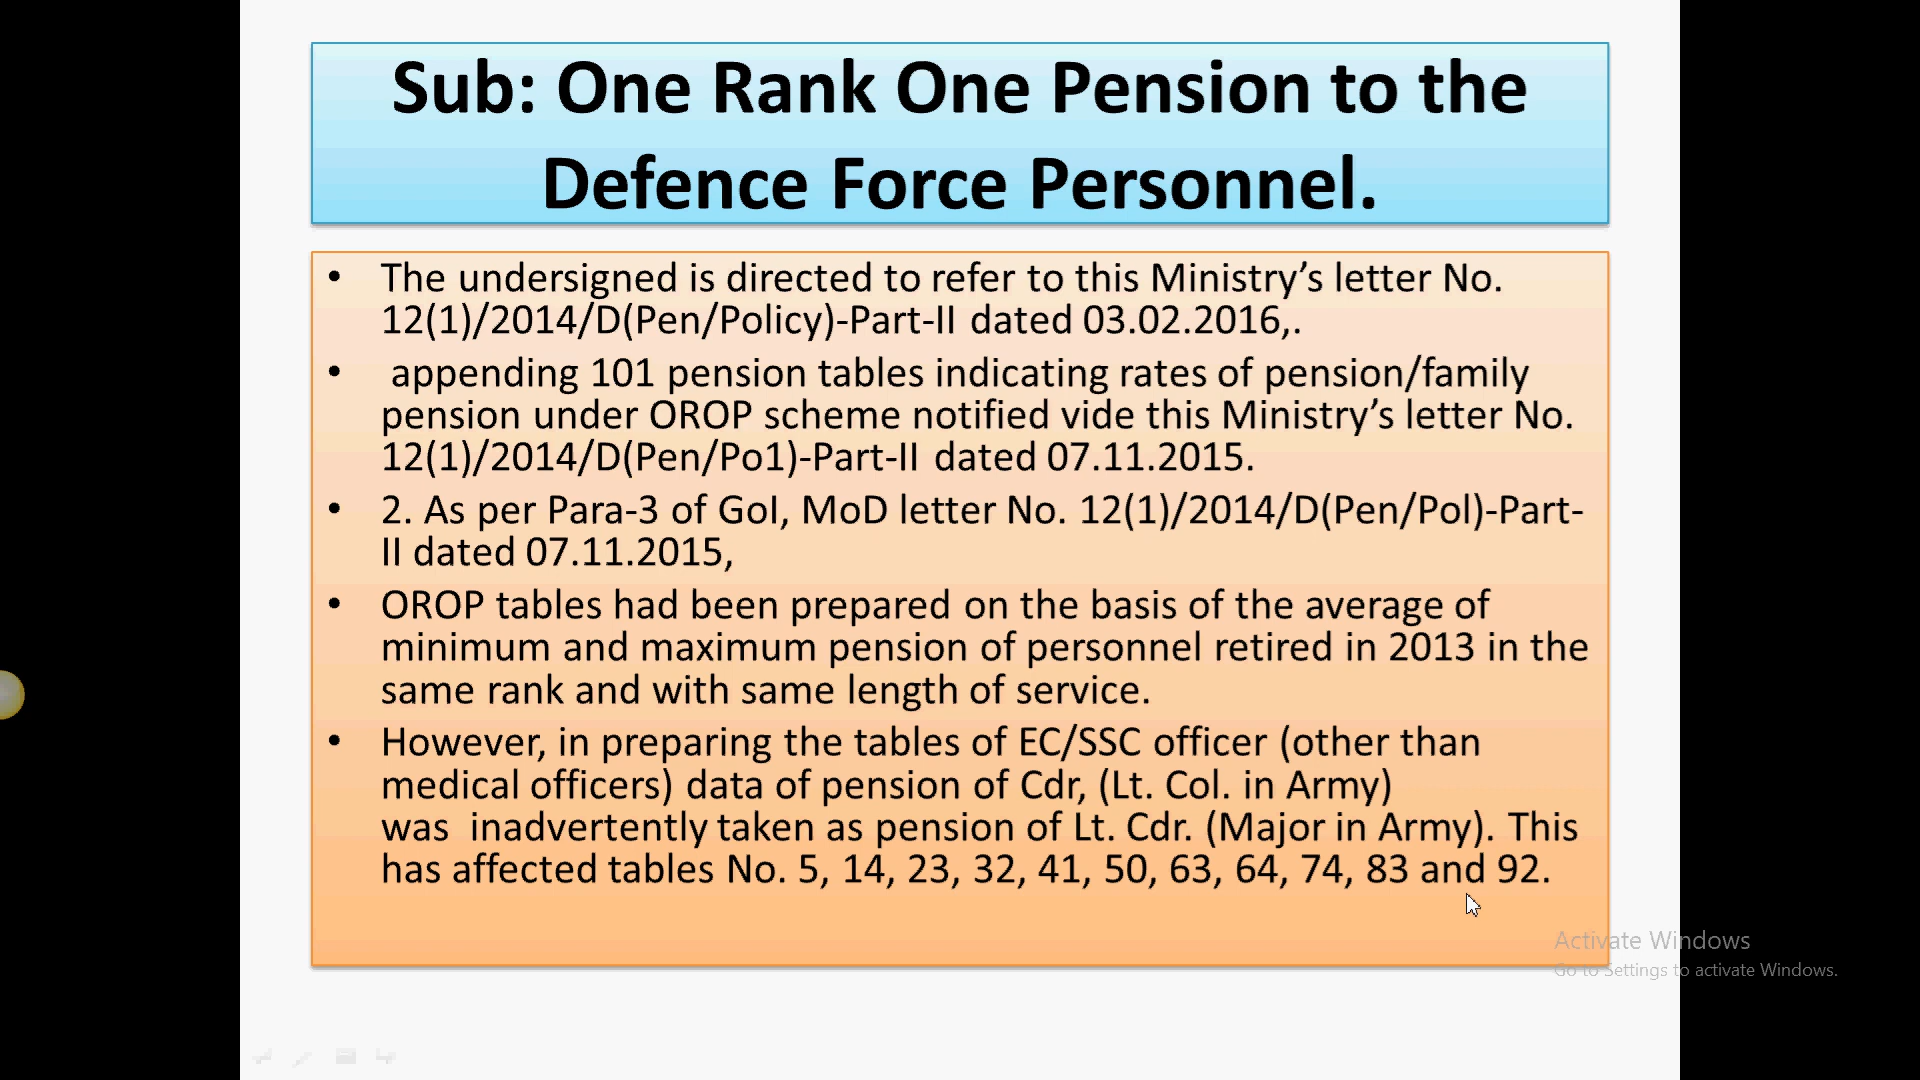 Sub: One Rank One Pension to the
Defence Force Personnel.
• The undersigned is directed to refer to this Ministry’s letter No.
12(1)/2014/D(Pen/Policy)-Part-II dated 03.02.2016,.
• appending 101 pension tables indicating rates of pension/family
pension under OROP scheme notified vide this Ministry’s letter No.
12(1)/2014/D(Pen/Po1)-Part-II dated 07.11.2015.
• 2. As per Para-3 of GoI, MoD letter No. 12(1)/2014/D(Pen/Pol)-Part-
II dated 07.11.2015,
• OROP tables had been prepared on the basis of the average of
minimum and maximum pension of personnel retired in 2013 in the
same rank and with same length of service.
• However, in preparing the tables of EC/SSC officer (other than
medical officers) data of pension of Cdr, (Lt. Col. in Army)
was  inadvertently taken as pension of Lt. Cdr. (Major in Army). This
has affected tables No. 5, 14, 23, 32, 41, 50, 63, 64, 74, 83 and 92.
Activate Windows
Go to Settings to activate Windows.